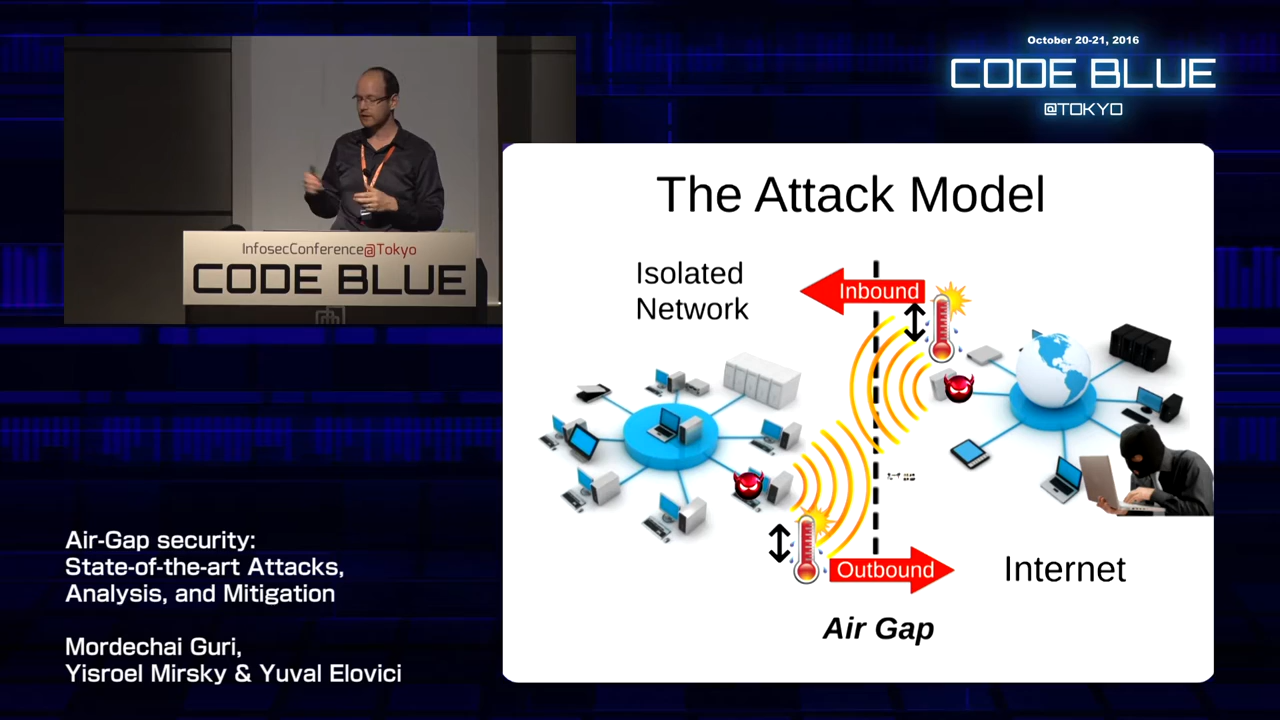 October 20-21, 2016
CODE BLUE
@TOKYO
InfosecConference@Tokyo
CODE BLUE
The Attack Model
Isolated
Network
Inbound
Outbound
Internet
Air Gap
Air-Gap security:
State-of-the-art Attacks,
Analysis, and Mitigation
Mordechai Guri,
Yisroel Mirsky & Yuval Elovici